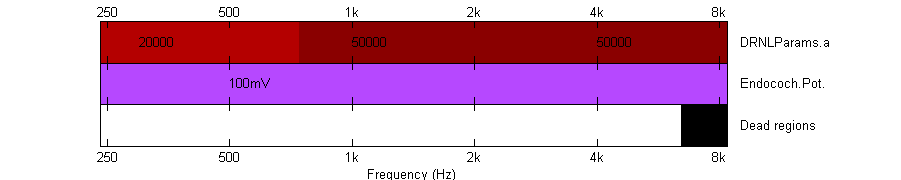 250 500 1k 2k 4k 8k
20000 50000 50000 DRNLParams.a
100mV Endococh.Pot.
Dead regions
250 500 1k 2k 4k 8k
Frequency (Hz)